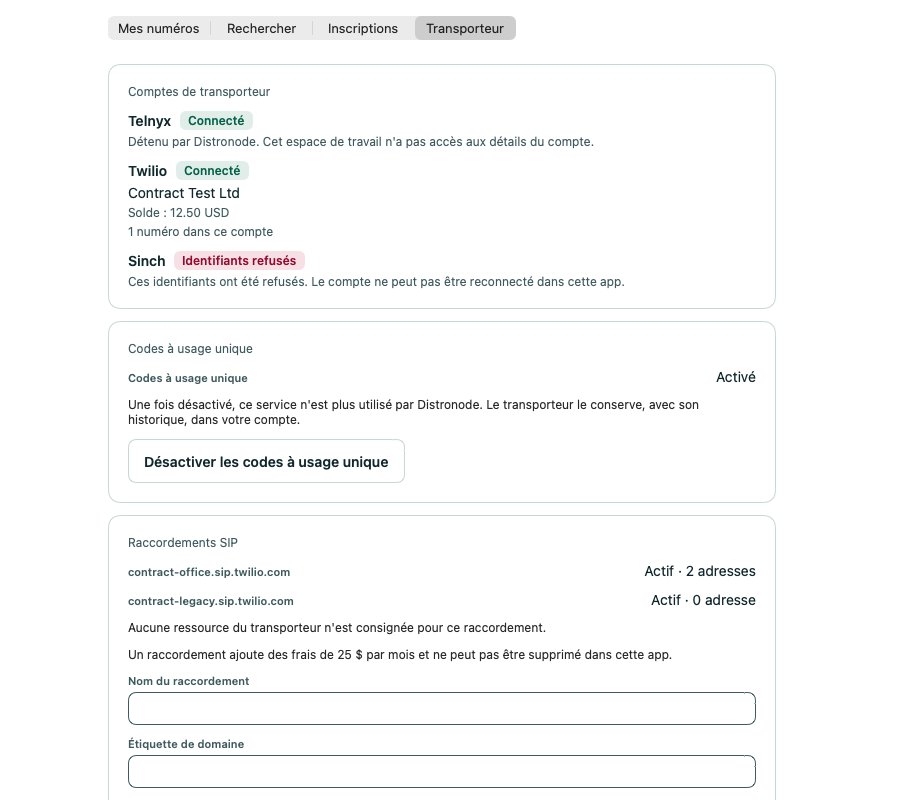 Mes numéros
Rechercher
Inscriptions
Transporteur
Comptes de transporteur
Telnyx Connecté
Détenu par Distronode. Cet espace de travail n'a pas accès aux détails du compte.
Twilio Connecté
Contract Test Ltd
Solde : 12.50 USD
1 numéro dans ce compte
Sinch Identifiants refusés
Ces identifiants ont été refusés. Le compte ne peut pas être reconnecté dans cette app.
Codes à usage unique
Codes à usage unique Activé
Une fois désactivé, ce service n'est plus utilisé par Distronode. Le transporteur le conserve, avec son
historique, dans votre compte.
Désactiver les codes à usage unique
Raccordements SIP
contract-office.sip.twilio.com Actif · 2 adresses
contract-legacy.sip.twilio.com Actif · 0 adresse
Aucune ressource du transporteur n'est consignée pour ce raccordement.
Un raccordement ajoute des frais de 25 $ par mois et ne peut pas être supprimé dans cette app.
Nom du raccordement
Étiquette de domaine